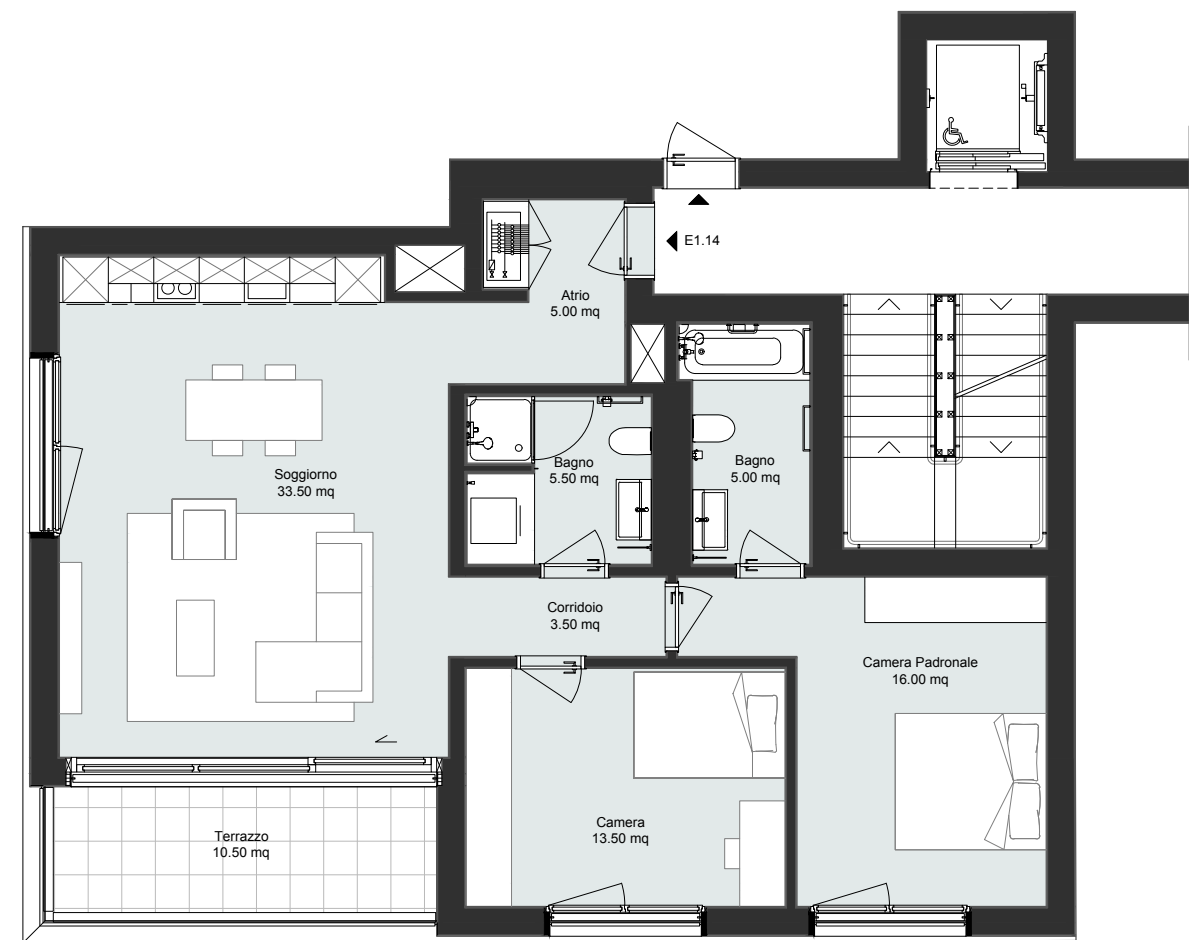 E1.14
Atrio
5.00 mq
Soggiorno
33.50 mq
Bagno
5.50 mq
Bagno
5.00 mq
Corridoio
3.50 mq
Camera Padronale
16.00 mq
Camera
13.50 mq
Terrazzo
10.50 mq